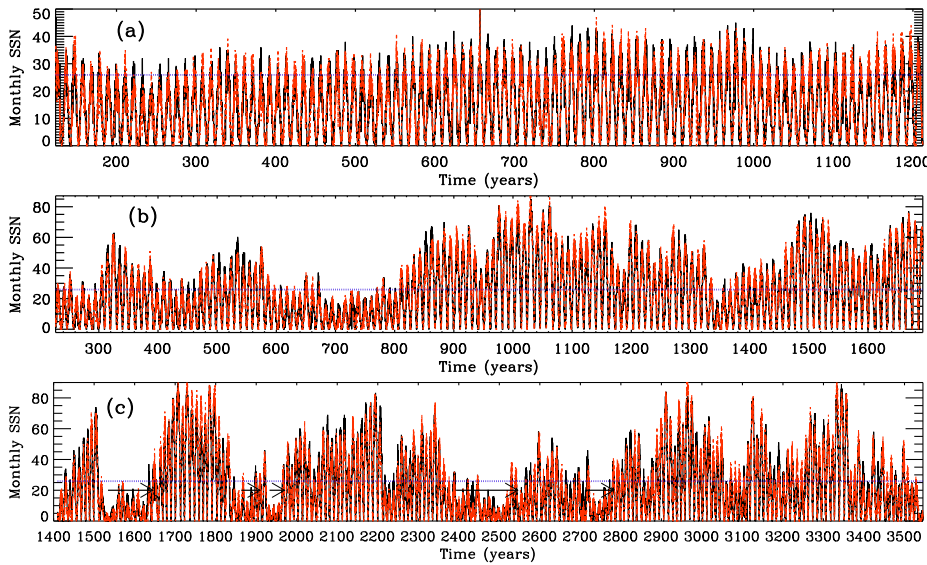 (a)
Monthly SSN
50
40
30
20
10
0
200 300 400 500 600 700 800 900 1000 1100 1200
Time (years)
(b)
Monthly SSN
80
60
40
20
0
300 400 500 600 700 800 900 1000 1100 1200 1300 1400 1500 1600
Time (years)
(c)
Monthly SSN
80
60
40
20
0
1400 1500 1600 1700 1800 1900 2000 2100 2200 2300 2400 2500 2600 2700 2800 2900 3000 3100 3200 3300 3400 3500
Time (years)